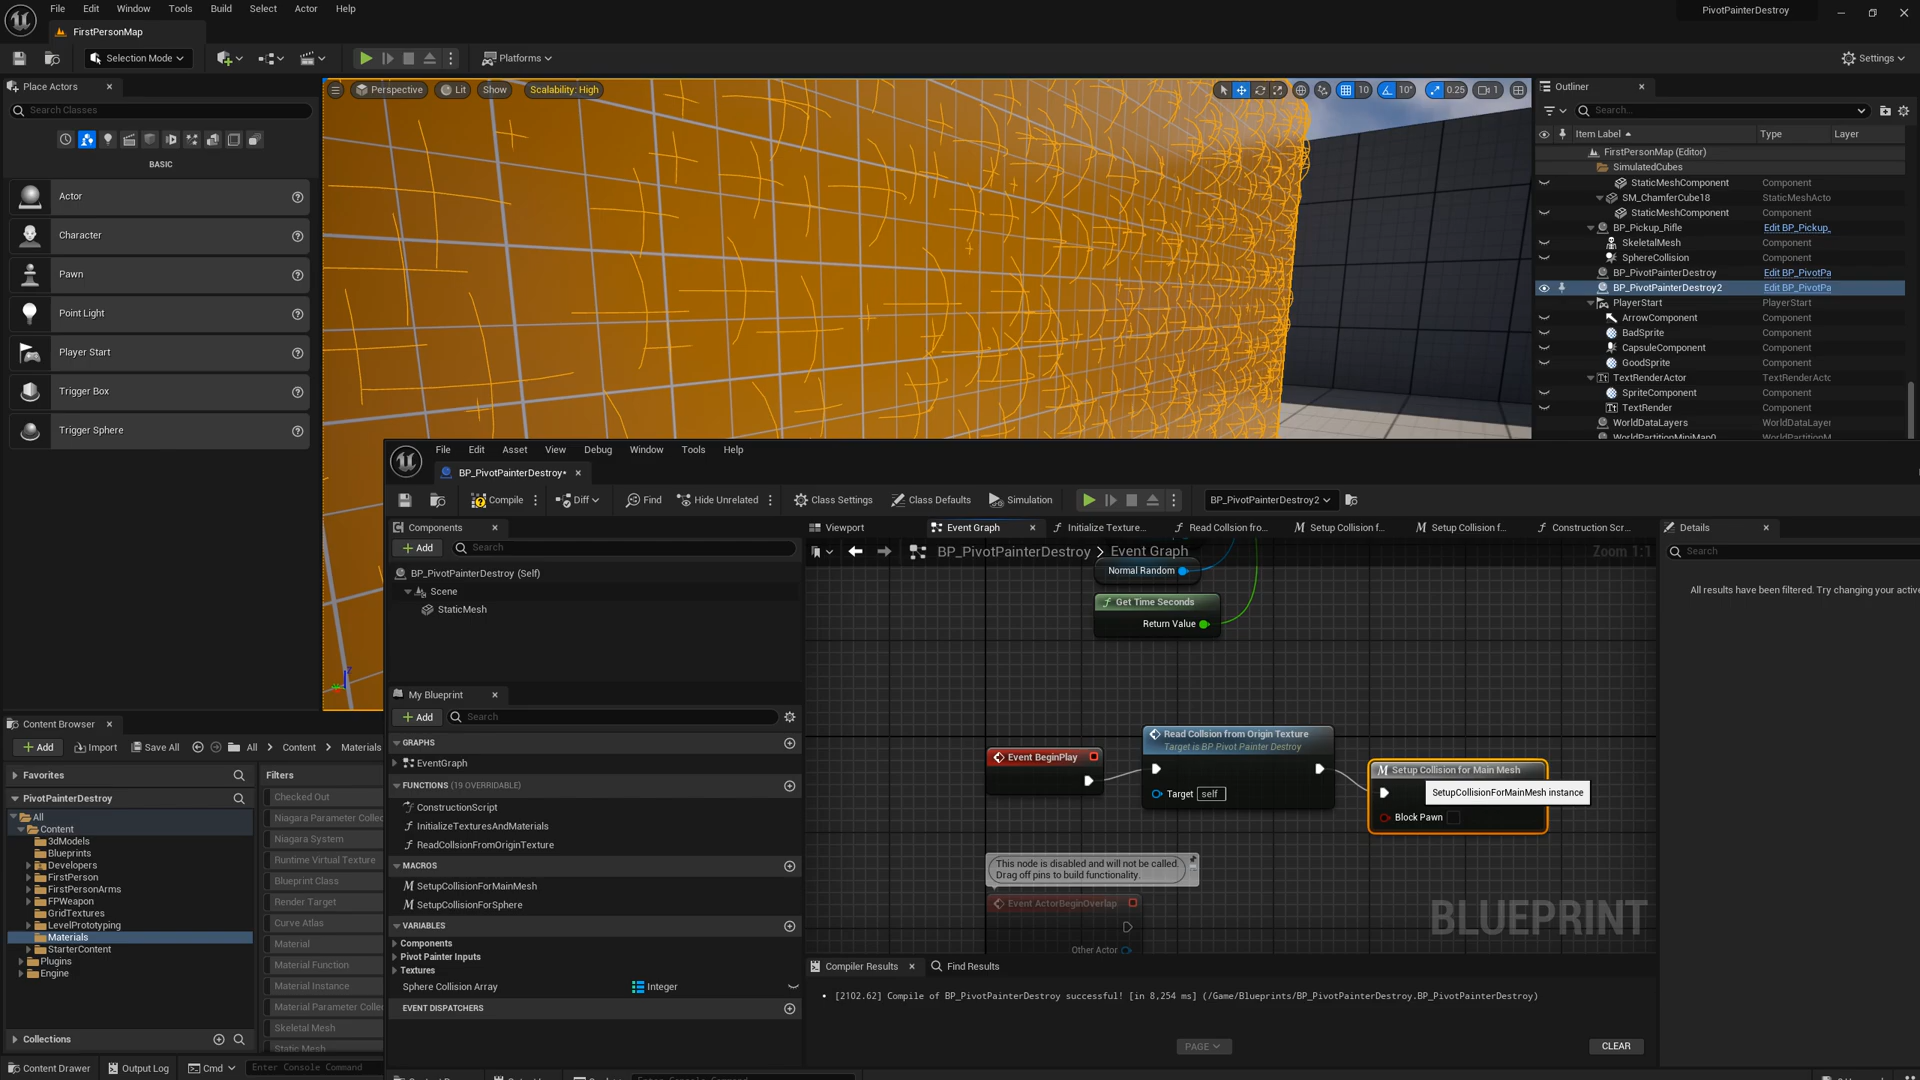 File Edit Window Tools Build Select Actor Help
PivotPainterDestroy
FirstPersonMap
Selection Mode
Platforms
Settings
Place Actors
Search Classes
BASIC
Actor
Character
Pawn
Point Light
Player Start
Trigger Box
Trigger Sphere
Perspective
Lit
Show
Scalability: High
10
10°
0.25
1
Outliner
Search...
Item Label Type Layer
FirstPersonMap (Editor)
SimulatedCubes
StaticMeshComponent Component
SM_ChamferCube18 StaticMeshActo
StaticMeshComponent Component
BP_Pickup_Rifle Edit BP_Pickup_
SkeletalMesh Component
SphereCollision Component
BP_PivotPainterDestroy Edit BP_PivotPa
BP_PivotPainterDestroy2 Edit BP_PivotPa
PlayerStart PlayerStart
ArrowComponent Component
BadSprite Component
CapsuleComponent Component
GoodSprite Component
TextRenderActor TextRenderActo
SpriteComponent Component
TextRender Component
WorldDataLayers WorldDataLayer
WorldPartitionMiniMap0 WorldPartitionM
File Edit Asset View Debug Window Tools Help
BP_PivotPainterDestroy*
Compile
Diff
Find
Hide Unrelated
Class Settings
Class Defaults
Simulation
BP_PivotPainterDestroy2
Components
Add
Search
BP_PivotPainterDestroy (Self)
Scene
StaticMesh
My Blueprint
Add
Search
GRAPHS
EventGraph
FUNCTIONS (19 OVERRIDABLE)
ConstructionScript
InitializeTexturesAndMaterials
ReadCollsionFromOriginTexture
MACROS
SetupCollisionForMainMesh
SetupCollisionForSphere
VARIABLES
Components
Pivot Painter Inputs
Textures
Sphere Collision Array Integer
EVENT DISPATCHERS
Viewport
Event Graph
Initialize Texture...
Read Collsion fro...
Setup Collision f...
Setup Collision f...
Construction Scr...
BP_PivotPainterDestroy > Event Graph
Zoom 1:1
Normal Random
Get Time Seconds
Return Value
Event BeginPlay
Read Collsion from Origin Texture
Target is BP Pivot Painter Destroy
Target self
Setup Collision for Main Mesh
SetupCollisionForMainMesh instance
Block Pawn
This node is disabled and will not be called.
Drag off pins to build functionality.
Event ActorBeginOverlap
Other Actor
BLUEPRINT
Details
Search
All results have been filtered. Try changing your active
Compiler Results
Find Results
[2102.62] Compile of BP_PivotPainterDestroy successful! [in 8,254 ms] (/Game/Blueprints/BP_PivotPainterDestroy.BP_PivotPainterDestroy)
PAGE
CLEAR
Content Browser
Add
Import
Save All
All > Content > Materials
Favorites
PivotPainterDestroy
All
Content
3dModels
Blueprints
Developers
FirstPerson
FirstPersonArms
FPWeapon
GridTextures
LevelPrototyping
Materials
StarterContent
Plugins
Engine
Collections
Filters
Checked Out
Niagara Parameter Collec
Niagara System
Runtime Virtual Texture
Blueprint Class
Render Target
Curve Atlas
Material
Material Function
Material Instance
Material Parameter Collec
Skeletal Mesh
Static Mesh
Content Drawer
Output Log
Cmd
Enter Console Command